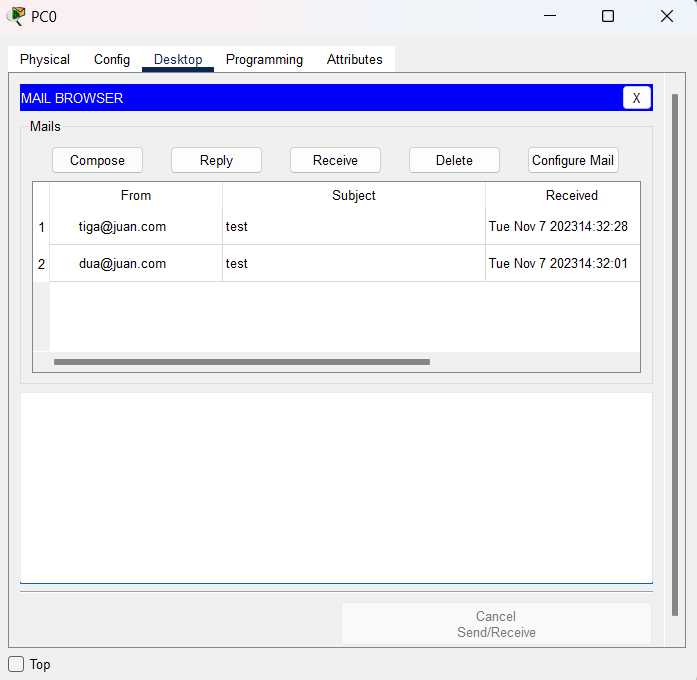 PC0
Physical Config Desktop Programming Attributes
MAIL BROWSER X
Mails
Compose Reply Receive Delete Configure Mail
From Subject Received
1 tiga@juan.com test Tue Nov 7 202314:32:28
2 dua@juan.com test Tue Nov 7 202314:32:01
Cancel
Send/Receive
Top